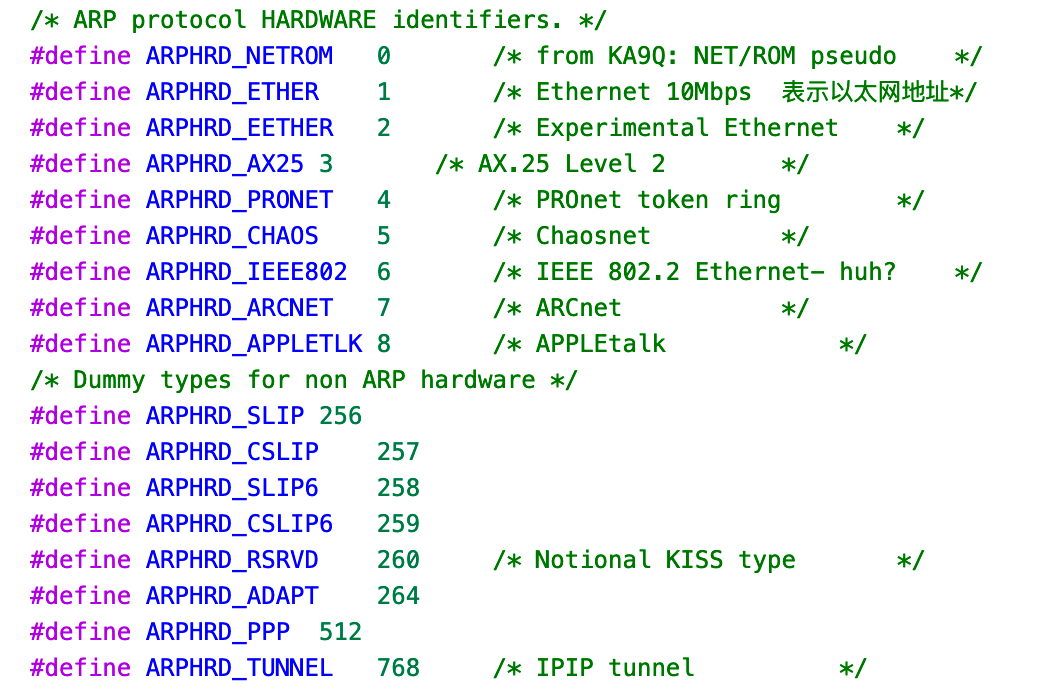 /* ARP protocol HARDWARE identifiers. */
#define ARPHRD_NETROM   0       /* from KA9Q: NET/ROM pseudo    */
#define ARPHRD_ETHER    1       /* Ethernet 10Mbps  表示以太网地址*/
#define ARPHRD_EETHER   2       /* Experimental Ethernet    */
#define ARPHRD_AX25 3       /* AX.25 Level 2        */
#define ARPHRD_PRONET   4       /* PROnet token ring        */
#define ARPHRD_CHAOS    5       /* Chaosnet         */
#define ARPHRD_IEEE802  6       /* IEEE 802.2 Ethernet- huh?    */
#define ARPHRD_ARCNET   7       /* ARCnet           */
#define ARPHRD_APPLETLK 8       /* APPLEtalk            */
/* Dummy types for non ARP hardware */
#define ARPHRD_SLIP 256
#define ARPHRD_CSLIP    257
#define ARPHRD_SLIP6    258
#define ARPHRD_CSLIP6   259
#define ARPHRD_RSRVD    260     /* Notional KISS type       */
#define ARPHRD_ADAPT    264
#define ARPHRD_PPP  512
#define ARPHRD_TUNNEL   768     /* IPIP tunnel          */